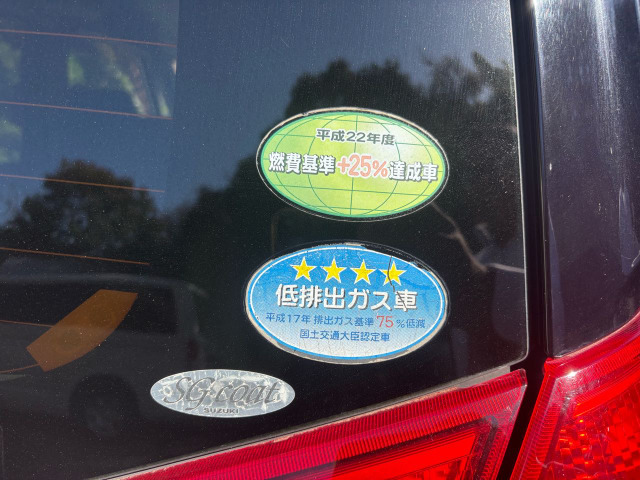 平成22年度
燃費基準+25%達成車
低排出ガス車
平成17年 排出ガス基準 75 %低減
国土交通大臣認定車
SG coat
SUZUKI